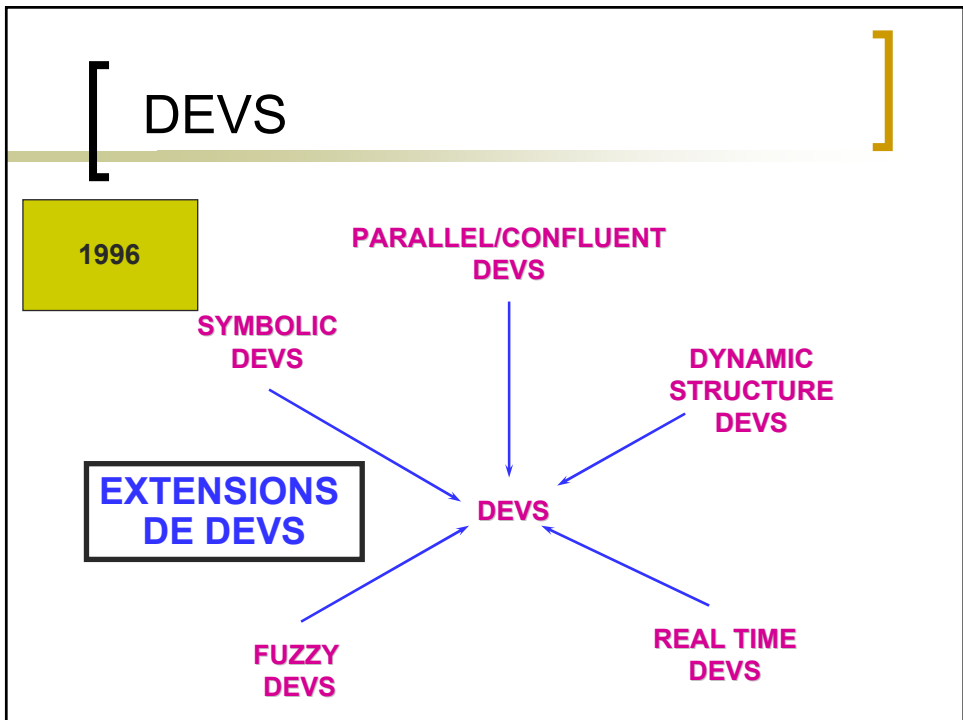 DEVS
1996
PARALLEL/CONFLUENT
DEVS
SYMBOLIC
DEVS
DYNAMIC
STRUCTURE
DEVS
EXTENSIONS
DE DEVS
DEVS
FUZZY
DEVS
REAL TIME
DEVS